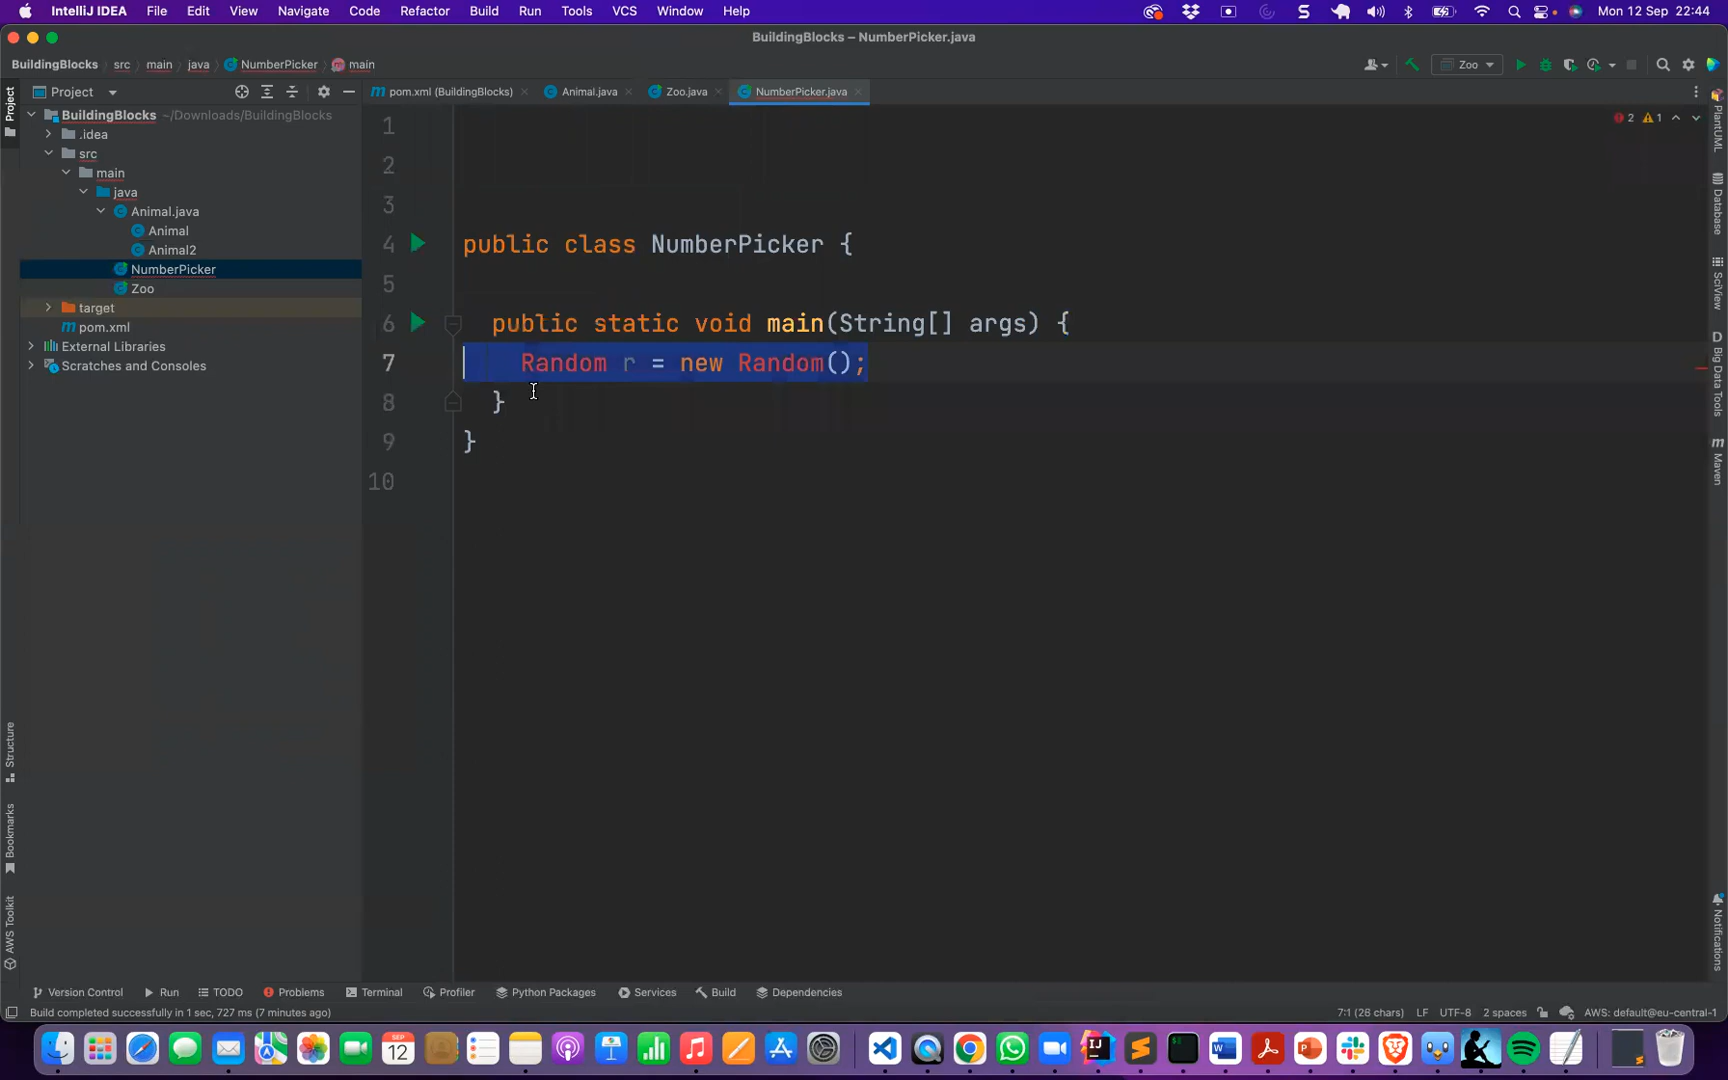 IntelliJ IDEA File Edit View Navigate Code Refactor Build Run Tools VCS Window Help Mon 12 Sep 22:44
BuildingBlocks – NumberPicker.java
BuildingBlocks src main java NumberPicker main Zoo
Project pom.xml (BuildingBlocks) Animal.java Zoo.java NumberPicker.java
BuildingBlocks ~/Downloads/BuildingBlocks
.idea
src
main
java
Animal.java
Animal
Animal2
NumberPicker
Zoo
target
pom.xml
External Libraries
Scratches and Consoles
2 1
1
2
3
4 public class NumberPicker {
5
6 public static void main(String[] args) {
7 Random r = new Random();
8 }
9 }
10
Project
Structure
Bookmarks
AWS Toolkit
PlantUML
Database
SciView
Big Data Tools
Maven
Notifications
Version Control Run TODO Problems Terminal Profiler Python Packages Services Build Dependencies
Build completed successfully in 1 sec, 727 ms (7 minutes ago) 7:1 (26 chars) LF UTF-8 2 spaces AWS: default@eu-central-1
SEP
12